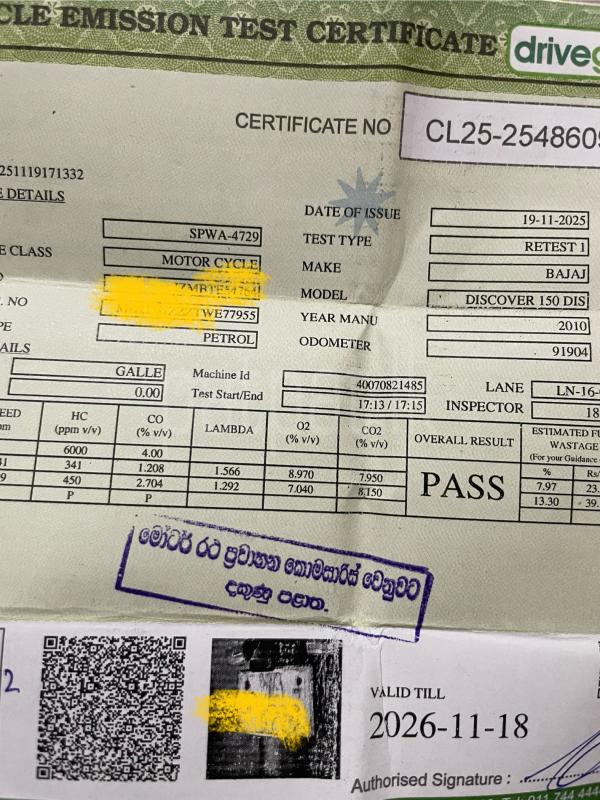 CLE EMISSION TEST CERTIFICATE
driveg
CERTIFICATE NO CL25-2548609
251119171332
E DETAILS
DATE OF ISSUE 19-11-2025
SPWA-4729
TEST TYPE RETEST 1
E CLASS MOTOR CYCLE
MAKE BAJAJ
MODEL DISCOVER 150 DIS
NO WE77955
YEAR MANU 2010
PE PETROL
ODOMETER 91904
AILS
GALLE Machine Id 40070821485 LANE LN-16-
0.00 Test Start/End 17:13 / 17:15 INSPECTOR 18
EED HC CO LAMBDA O2 CO2 OVERALL RESULT ESTIMATED FU
pm (ppm v/v) (% v/v) (% v/v) (% v/v) WASTAGE
(For your Guidance
% Rs/
6000 4.00 PASS
41 341 1.208 1.566 8.970 7.950 7.97 23.
9 450 2.704 1.292 7.040 8.150 13.30 39.
P P
මෝටර් රථ ප්‍රවාහන කොමසාරිස් වෙනුවට
දකුණු පළාත.
2
VALID TILL
2026-11-18
Authorised Signature :
011 744 444